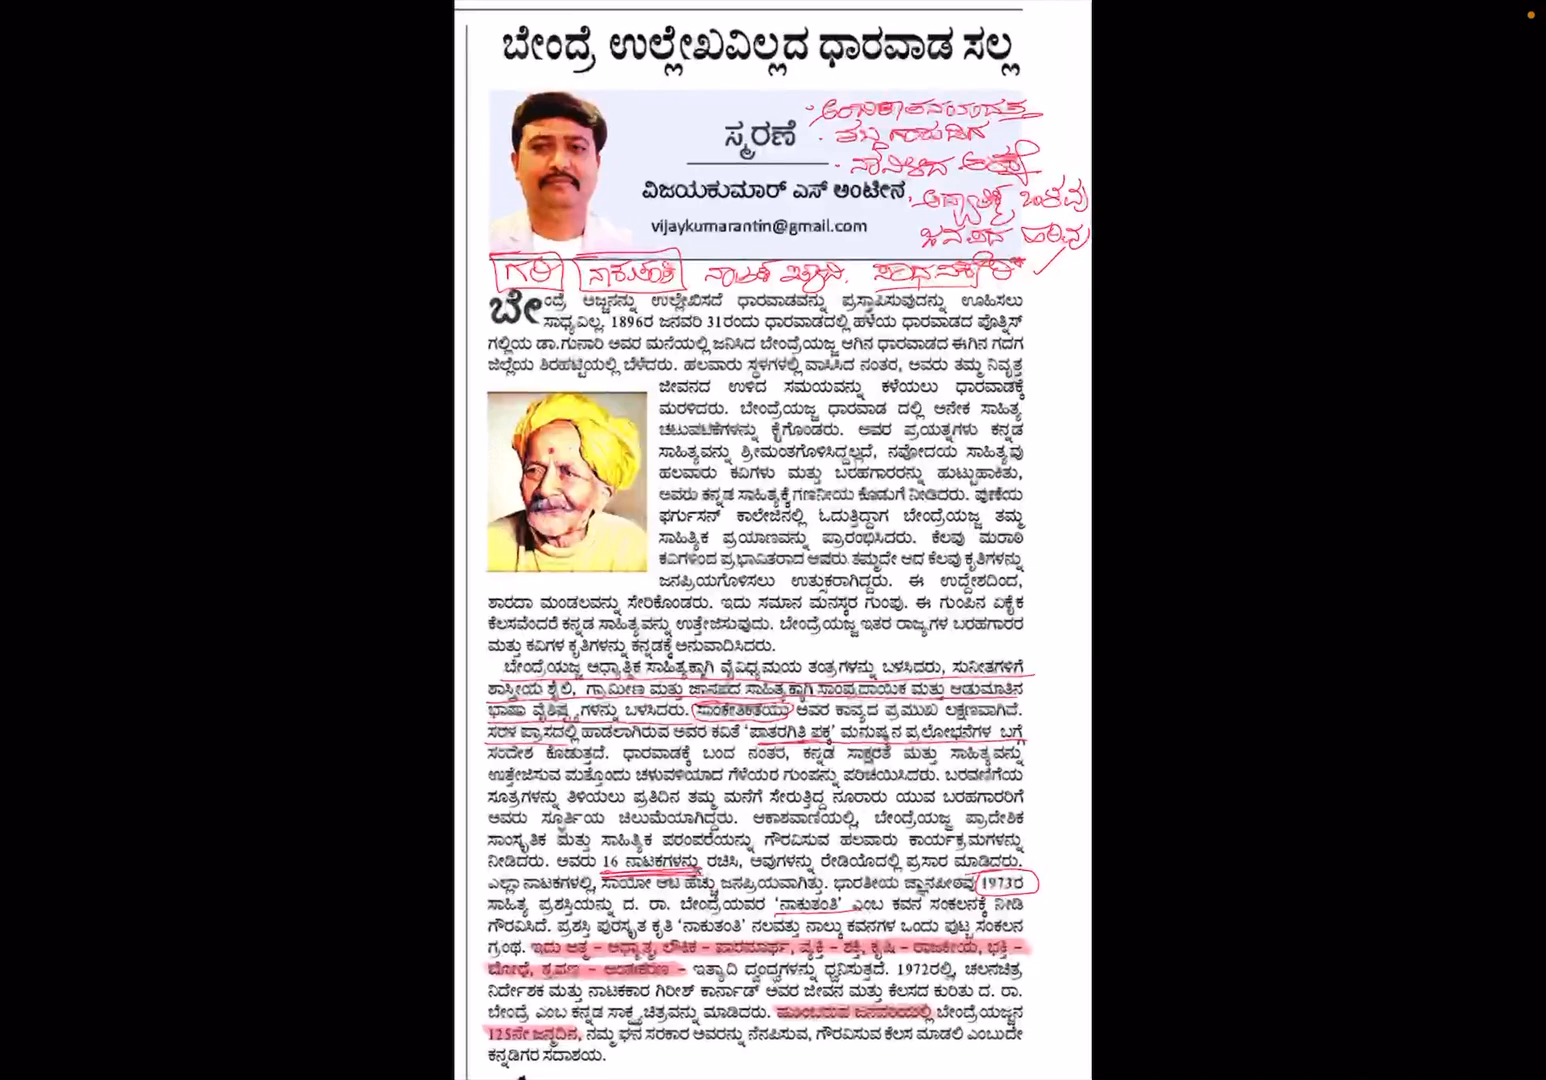 ಬೇಂದ್ರೆ ಉಲ್ಲೇಖವಿಲ್ಲದ ಧಾರವಾಡ ಸಲ್ಲ
ಸ್ಮರಣೆ
ವಿಜಯಕುಮಾರ್ ಎಸ್ ಅಂಟೀನ
vijaykumarantin@gmail.com
ಗರಿ ನಾಕುತಂತಿ
ಬೇಂದ್ರೆ ಅಜ್ಜನನ್ನು ಉಲ್ಲೇಖಿಸದೆ ಧಾರವಾಡವನ್ನು ಪ್ರಸ್ತಾಪಿಸುವುದನ್ನು ಊಹಿಸಲು
ಸಾಧ್ಯವಿಲ್ಲ. 1896ರ ಜನವರಿ 31ರಂದು ಧಾರವಾಡದಲ್ಲಿ ಹಳೆಯ ಧಾರವಾಡದ ಪೊತ್ನಿಸ್
ಗಲ್ಲಿಯ ಡಾ.ಗುನಾರಿ ಅವರ ಮನೆಯಲ್ಲಿ ಜನಿಸಿದ ಬೇಂದ್ರೆಯಜ್ಜ ಆಗಿನ ಧಾರವಾಡದ ಈಗಿನ ಗದಗ
ಜಿಲ್ಲೆಯ ಶಿರಹಟ್ಟಿಯಲ್ಲಿ ಬೆಳೆದರು. ಹಲವಾರು ಸ್ಥಳಗಳಲ್ಲಿ ವಾಸಿಸಿದ ನಂತರ, ಅವರು ತಮ್ಮ ನಿವೃತ್ತ
ಜೀವನದ ಉಳಿದ ಸಮಯವನ್ನು ಕಳೆಯಲು ಧಾರವಾಡಕ್ಕೆ
ಮರಳಿದರು. ಬೇಂದ್ರೆಯಜ್ಜ ಧಾರವಾಡ ದಲ್ಲಿ ಅನೇಕ ಸಾಹಿತ್ಯ
ಚಟುವಟಿಕೆಗಳನ್ನು ಕೈಗೊಂಡರು. ಅವರ ಪ್ರಯತ್ನಗಳು ಕನ್ನಡ
ಸಾಹಿತ್ಯವನ್ನು ಶ್ರೀಮಂತಗೊಳಿಸಿದ್ದಲ್ಲದೆ, ನವೋದಯ ಸಾಹಿತ್ಯವು
ಹಲವಾರು ಕವಿಗಳು ಮತ್ತು ಬರಹಗಾರರನ್ನು ಹುಟ್ಟುಹಾಕಿತು,
ಅವರು ಕನ್ನಡ ಸಾಹಿತ್ಯಕ್ಕೆ ಗಣನೀಯ ಕೊಡುಗೆ ನೀಡಿದರು. ಪುಣೆಯ
ಫರ್ಗುಸನ್ ಕಾಲೇಜಿನಲ್ಲಿ ಓದುತ್ತಿದ್ದಾಗ ಬೇಂದ್ರೆಯಜ್ಜ ತಮ್ಮ
ಸಾಹಿತ್ಯಿಕ ಪ್ರಯಾಣವನ್ನು ಪ್ರಾರಂಭಿಸಿದರು. ಕೆಲವು ಮರಾಠಿ
ಕವಿಗಳಿಂದ ಪ್ರಭಾವಿತರಾದ ಅವರು ತಮ್ಮದೇ ಆದ ಕೆಲವು ಕೃತಿಗಳನ್ನು
ಜನಪ್ರಿಯಗೊಳಿಸಲು ಉತ್ಸುಕರಾಗಿದ್ದರು. ಈ ಉದ್ದೇಶದಿಂದ,
ಶಾರದಾ ಮಂಡಲವನ್ನು ಸೇರಿಕೊಂಡರು. ಇದು ಸಮಾನ ಮನಸ್ಕರ ಗುಂಪು. ಈ ಗುಂಪಿನ ಏಕೈಕ
ಕೆಲಸವೆಂದರೆ ಕನ್ನಡ ಸಾಹಿತ್ಯವನ್ನು ಉತ್ತೇಜಿಸುವುದು. ಬೇಂದ್ರೆಯಜ್ಜ ಇತರ ರಾಜ್ಯಗಳ ಬರಹಗಾರರ
ಮತ್ತು ಕವಿಗಳ ಕೃತಿಗಳನ್ನು ಕನ್ನಡಕ್ಕೆ ಅನುವಾದಿಸಿದರು.
ಬೇಂದ್ರೆಯಜ್ಜ ಆಧ್ಯಾತ್ಮಿಕ ಸಾಹಿತ್ಯಕ್ಕಾಗಿ ವೈವಿಧ್ಯಮಯ ತಂತ್ರಗಳನ್ನು ಬಳಸಿದರು, ಸುನೀತಗಳಿಗೆ
ಶಾಸ್ತ್ರೀಯ ಶೈಲಿ, ಗ್ರಾಮೀಣ ಮತ್ತು ಜಾನಪದ ಸಾಹಿತ್ಯಕ್ಕಾಗಿ ಸಾಂಪ್ರದಾಯಿಕ ಮತ್ತು ಆಡುಮಾತಿನ
ಭಾಷಾ ವೈಶಿಷ್ಟ್ಯಗಳನ್ನು ಬಳಸಿದರು. ಸಾಂಕೇತಿಕತೆಯು ಅವರ ಕಾವ್ಯದ ಪ್ರಮುಖ ಲಕ್ಷಣವಾಗಿದೆ.
ಸರಳ ಪ್ರಾಸದಲ್ಲಿ ಹಾಡಲಾಗಿರುವ ಅವರ ಕವಿತೆ 'ಪಾತರಗಿತ್ತಿ ಪಕ್ಕ' ಮನುಷ್ಯನ ಪ್ರಲೋಭನೆಗಳ ಬಗ್ಗೆ
ಸಂದೇಶ ಕೊಡುತ್ತದೆ. ಧಾರವಾಡಕ್ಕೆ ಬಂದ ನಂತರ, ಕನ್ನಡ ಸಾಕ್ಷರತೆ ಮತ್ತು ಸಾಹಿತ್ಯವನ್ನು
ಉತ್ತೇಜಿಸುವ ಮತ್ತೊಂದು ಚಳುವಳಿಯಾದ ಗೆಳೆಯರ ಗುಂಪನ್ನು ಪರಿಚಯಿಸಿದರು. ಬರವಣಿಗೆಯ
ಸೂತ್ರಗಳನ್ನು ತಿಳಿಯಲು ಪ್ರತಿದಿನ ತಮ್ಮ ಮನೆಗೆ ಸೇರುತ್ತಿದ್ದ ನೂರಾರು ಯುವ ಬರಹಗಾರರಿಗೆ
ಅವರು ಸ್ಫೂರ್ತಿಯ ಚಿಲುಮೆಯಾಗಿದ್ದರು. ಆಕಾಶವಾಣಿಯಲ್ಲಿ, ಬೇಂದ್ರೆಯಜ್ಜ ಪ್ರಾದೇಶಿಕ
ಸಾಂಸ್ಕೃತಿಕ ಮತ್ತು ಸಾಹಿತ್ಯಿಕ ಪರಂಪರೆಯನ್ನು ಗೌರವಿಸುವ ಹಲವಾರು ಕಾರ್ಯಕ್ರಮಗಳನ್ನು
ನೀಡಿದರು. ಅವರು 16 ನಾಟಕಗಳನ್ನು ರಚಿಸಿ, ಅವುಗಳನ್ನು ರೇಡಿಯೊದಲ್ಲಿ ಪ್ರಸಾರ ಮಾಡಿದರು.
ಎಲ್ಲಾ ನಾಟಕಗಳಲ್ಲಿ, ಸಾಯೋ ಆಟ ಹೆಚ್ಚು ಜನಪ್ರಿಯವಾಗಿತ್ತು. ಭಾರತೀಯ ಜ್ಞಾನಪೀಠವು 1973ರ
ಸಾಹಿತ್ಯ ಪ್ರಶಸ್ತಿಯನ್ನು ದ. ರಾ. ಬೇಂದ್ರೆಯವರ 'ನಾಕುತಂತಿ' ಎಂಬ ಕವನ ಸಂಕಲನಕ್ಕೆ ನೀಡಿ
ಗೌರವಿಸಿದೆ. ಪ್ರಶಸ್ತಿ ಪುರಸ್ಕೃತ ಕೃತಿ 'ನಾಕುತಂತಿ' ನಲವತ್ತು ನಾಲ್ಕು ಕವನಗಳ ಒಂದು ಪುಟ್ಟ ಸಂಕಲನ
ಗ್ರಂಥ. ಇದು ಆತ್ಮ – ಅಧ್ಯಾತ್ಮ, ಲೌಕಿಕ – ಪಾರಮಾರ್ಥ, ವ್ಯಕ್ತಿ – ಶಕ್ತಿ, ಕೃಷಿ – ರಾಜಕೀಯ, ಭಕ್ತಿ –
ಬೋಧೆ, – ಇತ್ಯಾದಿ ದ್ವಂದ್ವಗಳನ್ನು ಧ್ವನಿಸುತ್ತದೆ. 1972ರಲ್ಲಿ, ಚಲನಚಿತ್ರ
ನಿರ್ದೇಶಕ ಮತ್ತು ನಾಟಕಕಾರ ಗಿರೀಶ್ ಕಾರ್ನಾಡ್ ಅವರ ಜೀವನ ಮತ್ತು ಕೆಲಸದ ಕುರಿತು ದ. ರಾ.
ಬೇಂದ್ರೆ ಎಂಬ ಕನ್ನಡ ಸಾಕ್ಷ್ಯಚಿತ್ರವನ್ನು ಮಾಡಿದರು. ಬೇಂದ್ರೆಯಜ್ಜನ
125ನೇ ಜನ್ಮದಿನ, ನಮ್ಮ ಘನ ಸರಕಾರ ಅವರನ್ನು ನೆನಪಿಸುವ, ಗೌರವಿಸುವ ಕೆಲಸ ಮಾಡಲಿ ಎಂಬುದೇ
ಕನ್ನಡಿಗರ ಸದಾಶಯ.